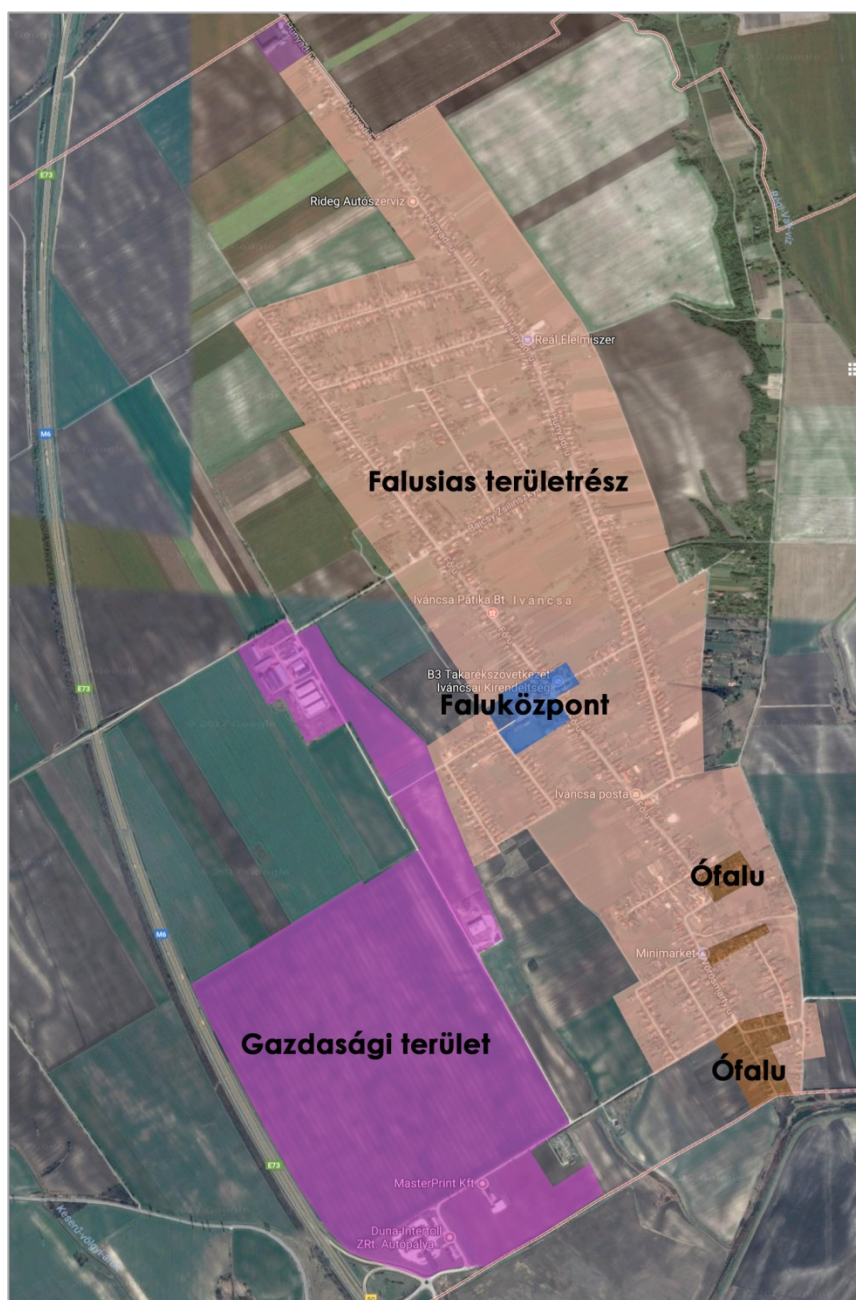 Rideg Autószerviz
E73
Real Élelmiszer
M6
Falusias területrész
Iváncsa Patika Bt.
Iváncsa
B3 Takarékszövetkezet
Iváncsai Kirendeltség
E73
Faluközpont
Iváncsa posta
Ófalu
M6
Minimarket
Gazdasági terület
Ófalu
E73
MasterPrint Kft
Duna-Intertoll
ZRt. Autópálya...